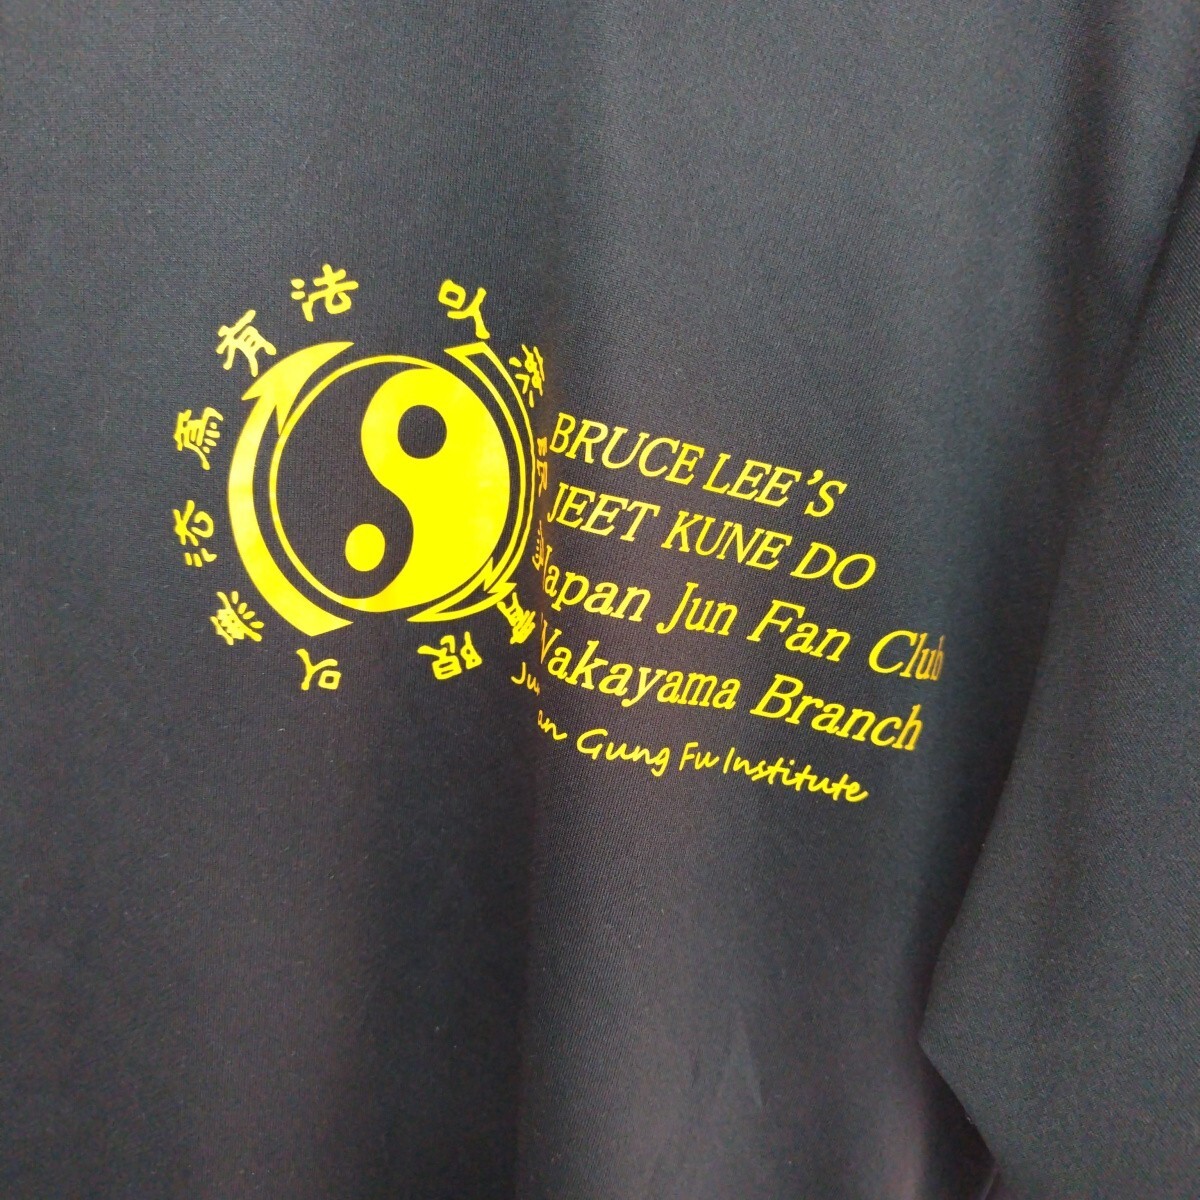 以無法為有法
以無限為有限
BRUCE LEE'S
JEET KUNE DO
Japan Jun Fan Club
Nakayama Branch
Gung Fu Institute